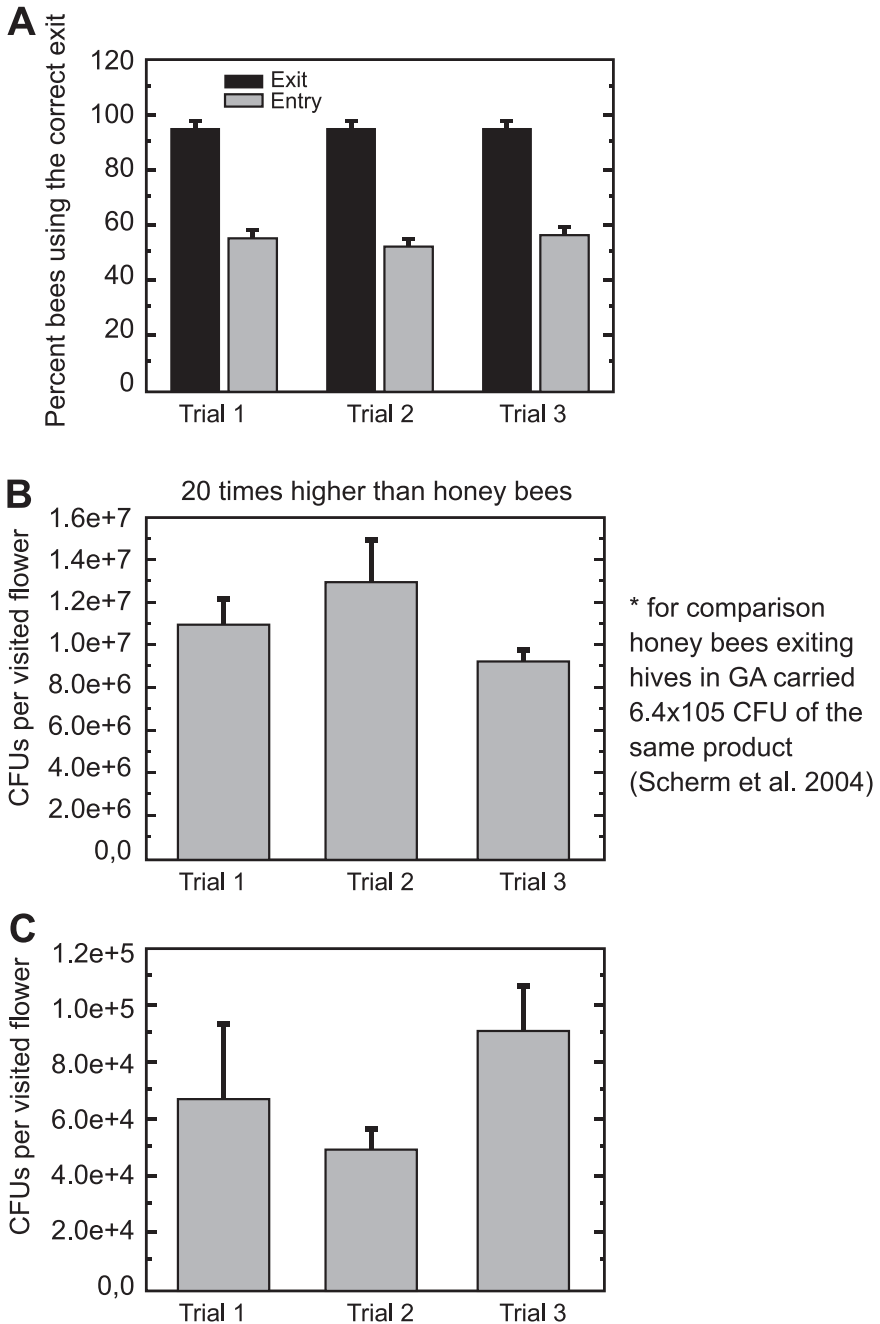 A
Percent bees using the correct exit
120
100
80
60
40
20
0
Exit
Entry
Trial 1
Trial 2
Trial 3
B
20 times higher than honey bees
CFUs per visited flower
1.6e+7
1.4e+7
1.2e+7
1.0e+7
8.0e+6
6.0e+6
4.0e+6
2.0e+6
0,0
Trial 1
Trial 2
Trial 3
* for comparison
honey bees exiting
hives in GA carried
6.4x105 CFU of the
same product
(Scherm et al. 2004)
C
CFUs per visited flower
1.2e+5
1.0e+5
8.0e+4
6.0e+4
4.0e+4
2.0e+4
0,0
Trial 1
Trial 2
Trial 3